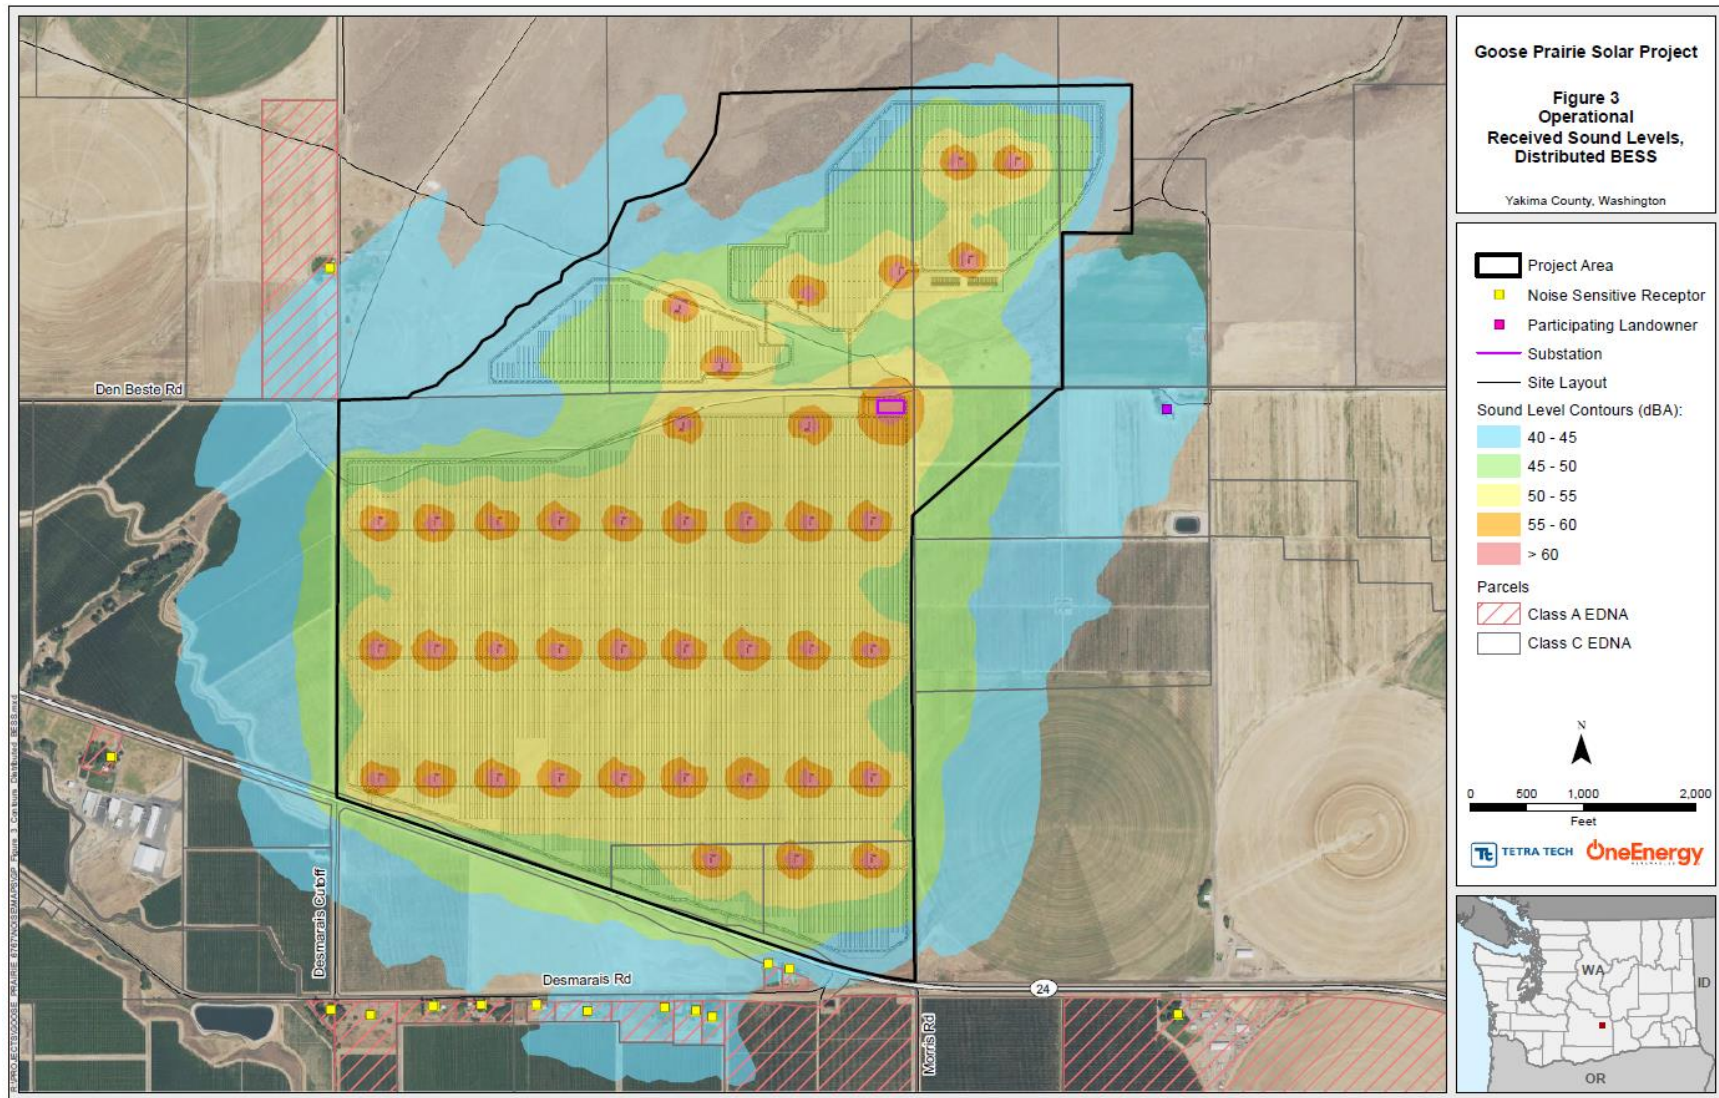 Goose Prairie Solar Project
Figure 3
Operational
Received Sound Levels,
Distributed BESS
Yakima County, Washington
Project Area
Noise Sensitive Receptor
Participating Landowner
Substation
Site Layout
Sound Level Contours (dBA):
40 - 45
45 - 50
50 - 55
55 - 60
> 60
Parcels
Class A EDNA
Class C EDNA
N
0 500 1,000 2,000
Feet
Tt TETRA TECH OneEnergy
WA
ID
OR
Den Beste Rd
Desmarais Cutoff
Desmarais Rd
24
Morris Rd